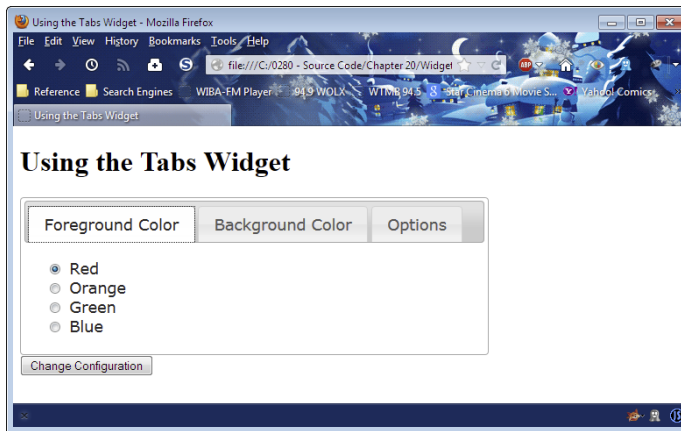 Using the Tabs Widget - Mozilla Firefox
File Edit View History Bookmarks Tools Help
file:///C:/0280 - Source Code/Chapter 20/Widget
ABP
Reference Search Engines WIBA-FM Player 94.9 WOLX WTMB 94.5 Star Cinema 6 Movie S... Yahoo! Comics
Using the Tabs Widget
Using the Tabs Widget
Foreground Color Background Color Options
Red
Orange
Green
Blue
Change Configuration